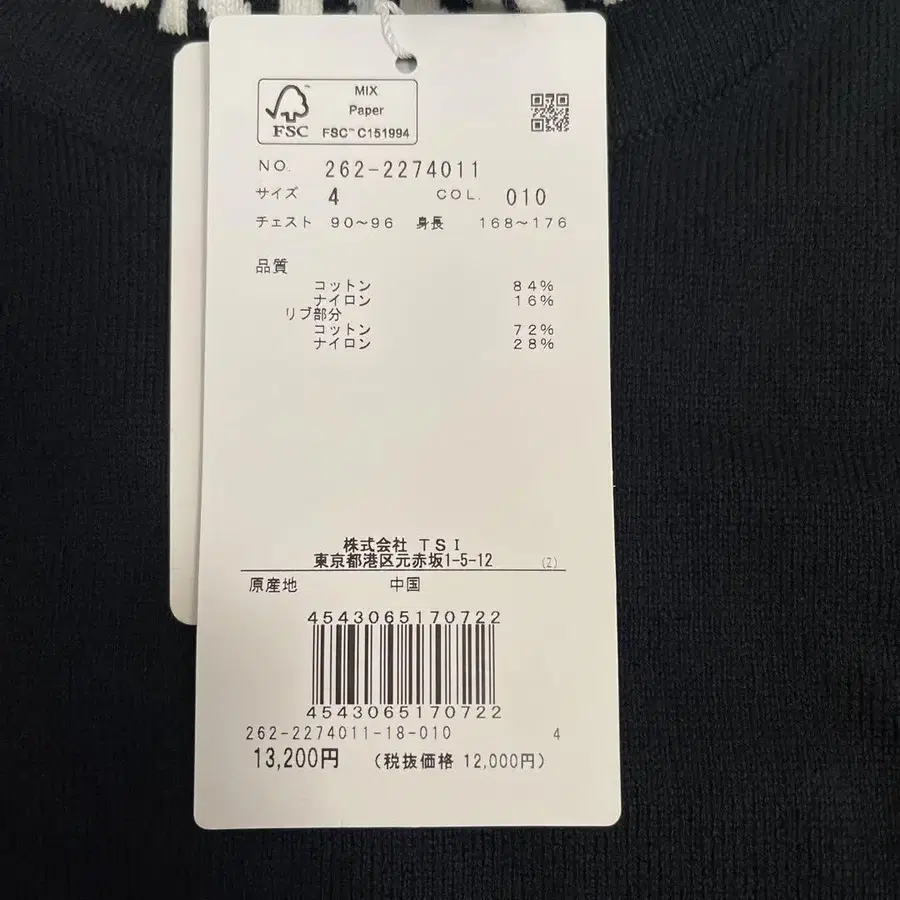 MIX
Paper
FSC™ C151994
FSC
NO. 262-2274011
サイズ 4 COL. 010
チェスト 90～96 身長 168～176
品質
コットン 84%
ナイロン 16%
リブ部分
コットン 72%
ナイロン 28%
株式会社 TSI
東京都港区元赤坂1-5-12 (Z)
原産地 中国
4543065170722
4543065170722
262-2274011-18-010 4
13,200円 (税抜価格 12,000円)